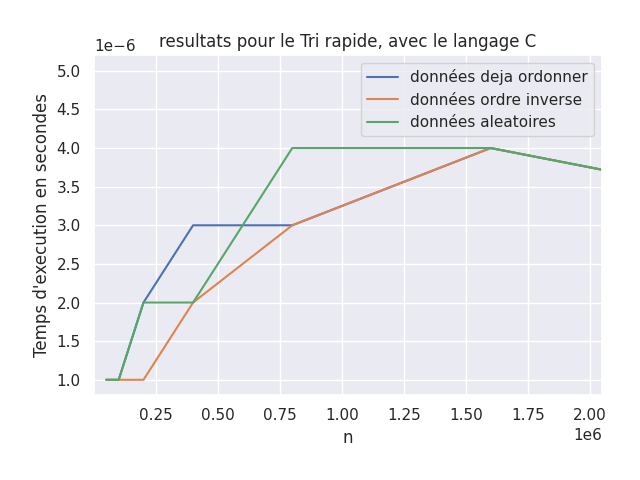 resultats pour le Tri rapide, avec le langage C
1e−6
5.0
4.5
4.0
3.5
3.0
2.5
2.0
1.5
1.0
Temps d'execution en secondes
données deja ordonner
données ordre inverse
données aleatoires
0.25 0.50 0.75 1.00 1.25 1.50 1.75 2.00
1e6
n